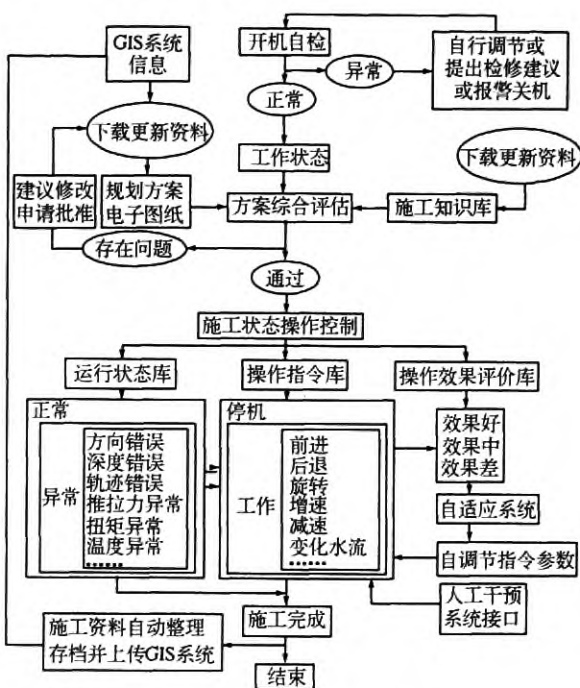 GIS系统
信息
开机自检
异常
自行调节或
提出检修建议
或报警关机
正常
下载更新资料
工作状态
下载更新资料
建议修改
申请批准
规划方案
电子图纸
方案综合评估
施工知识库
存在问题
通过
施工状态操作控制
运行状态库
操作指令库
操作效果评价库
正常
异常
方向错误
深度错误
轨迹错误
推拉力异常
扭矩异常
温度异常
······
停机
工作
前进
后退
旋转
增速
减速
变化水流
······
效果好
效果中
效果差
自适应系统
自调节指令参数
人工干预
系统接口
施工完成
施工资料自动整理
存档并上传GIS系统
结束